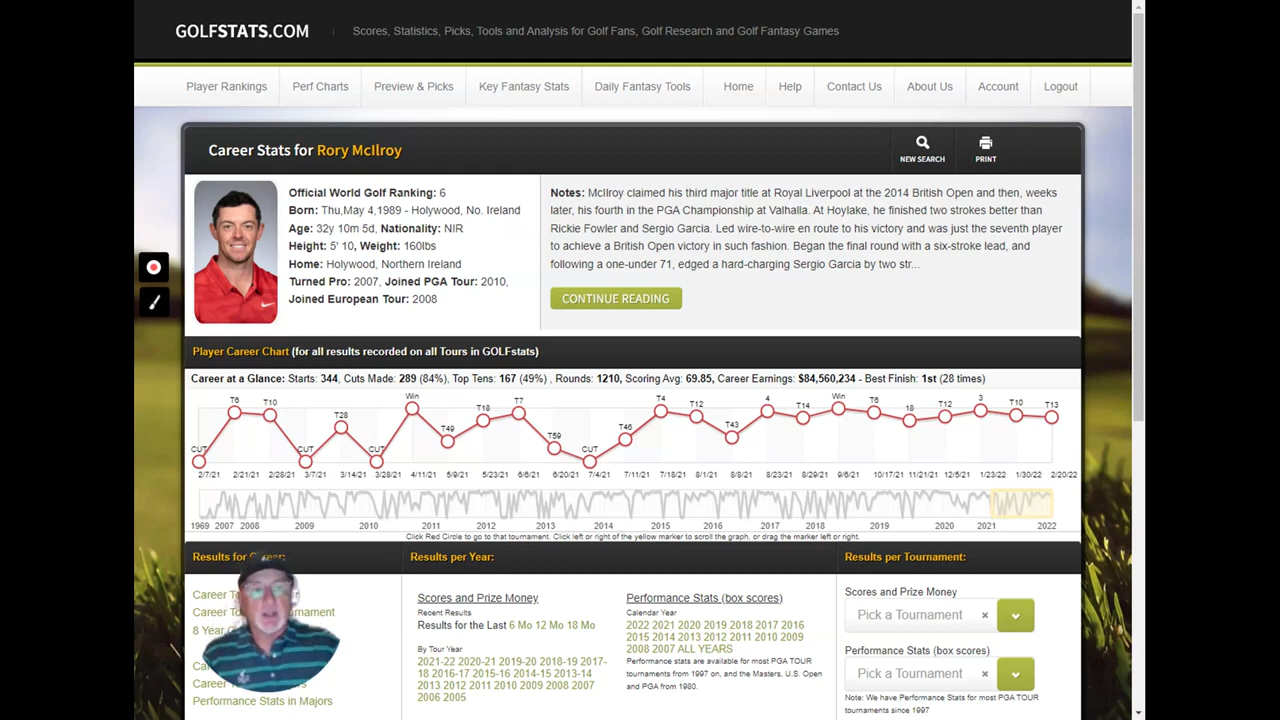 GOLFSTATS.COM
Scores, Statistics, Picks, Tools and Analysis for Golf Fans, Golf Research and Golf Fantasy Games
Player Rankings
Perf Charts
Preview & Picks
Key Fantasy Stats
Daily Fantasy Tools
Home
Help
Contact Us
About Us
Account
Logout
Career Stats for Rory McIlroy
NEW SEARCH
PRINT
Official World Golf Ranking: 6
Born: Thu,May 4,1989 - Holywood, No. Ireland
Age: 32y 10m 5d, Nationality: NIR
Height: 5' 10, Weight: 160lbs
Home: Holywood, Northern Ireland
Turned Pro: 2007, Joined PGA Tour: 2010,
Joined European Tour: 2008
Notes: McIlroy claimed his third major title at Royal Liverpool at the 2014 British Open and then, weeks
later, his fourth in the PGA Championship at Valhalla. At Hoylake, he finished two strokes better than
Rickie Fowler and Sergio Garcia. Led wire-to-wire en route to his victory and was just the seventh player
to achieve a British Open victory in such fashion. Began the final round with a six-stroke lead, and
following a one-under 71, edged a hard-charging Sergio Garcia by two str...
CONTINUE READING
Player Career Chart (for all results recorded on all Tours in GOLFstats)
Career at a Glance: Starts: 344, Cuts Made: 289 (84%), Top Tens: 167 (49%) , Rounds: 1210, Scoring Avg: 69.85, Career Earnings: $84,560,234 - Best Finish: 1st (28 times)
CUT T6 T10 CUT T28 CUT Win T49 T18 T7 T59 CUT T46 T4 T12 T43 4 T14 Win T6 18 T12 3 T10 T13
2/7/21 2/21/21 2/28/21 3/7/21 3/14/21 3/28/21 4/11/21 5/9/21 5/23/21 6/6/21 6/20/21 7/4/21 7/11/21 7/18/21 8/1/21 8/8/21 8/23/21 8/29/21 9/6/21 10/17/21 11/21/21 12/5/21 1/23/22 1/30/22 2/20/22
1969 2007 2008 2009 2010 2011 2012 2013 2014 2015 2016 2017 2018 2019 2020 2021 2022
Click Red Circle to go to that tournament. Click left or right of the yellow marker to scroll the graph, or drag the marker left or right.
Results for Career:
Career
Career To nament
8 Year
Career
Performance Stats in Majors
Results per Year:
Scores and Prize Money
Recent Results
Results for the Last 6 Mo 12 Mo 18 Mo
By Tour Year
2021-22 2020-21 2019-20 2018-19 2017-
18 2016-17 2015-16 2014-15 2013-14
2013 2012 2011 2010 2009 2008 2007
2006 2005
Performance Stats (box scores)
Calendar Year
2022 2021 2020 2019 2018 2017 2016
2015 2014 2013 2012 2011 2010 2009
2008 2007 ALL YEARS
Performance stats are available for most PGA TOUR
tournaments from 1997 on, and the Masters, U.S. Open
and PGA from 1980.
Results per Tournament:
Scores and Prize Money
Pick a Tournament
Performance Stats (box scores)
Pick a Tournament
Note: We have Performance Stats for most PGA TOUR
tournaments since 1997